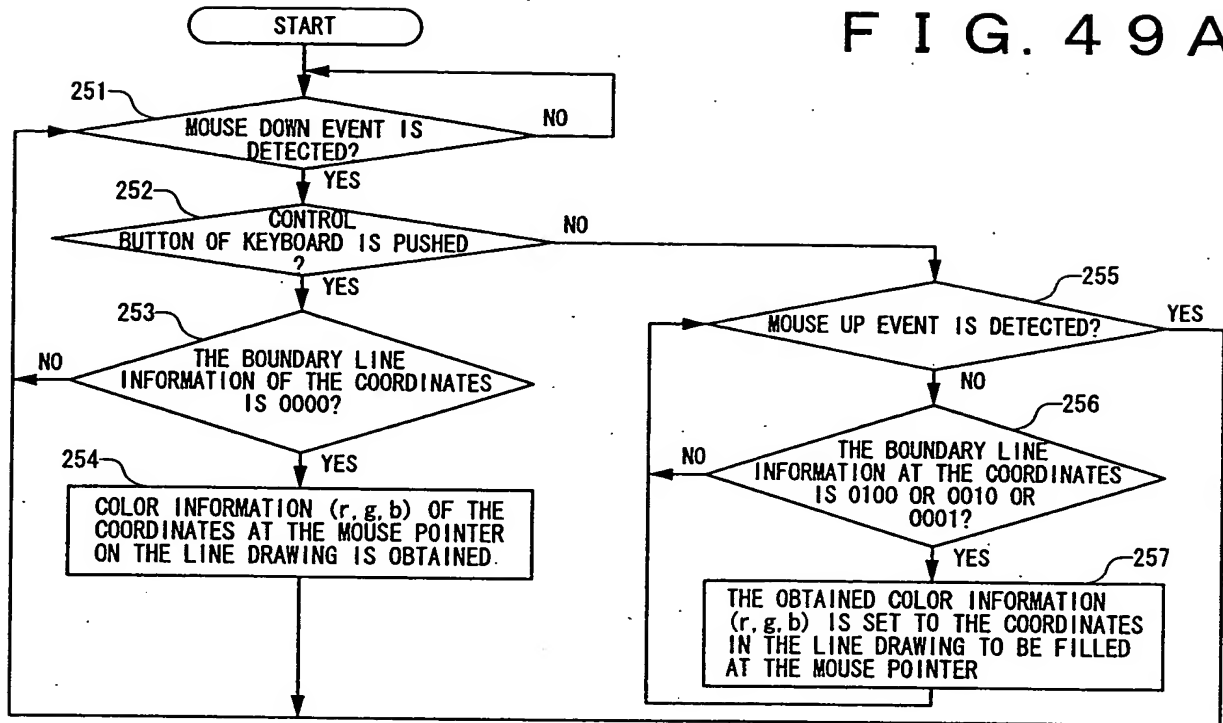 FIG. 49A
START
251
MOUSE DOWN EVENT IS
DETECTED?
NO
YES
252
CONTROL
BUTTON OF KEYBOARD IS PUSHED
?
NO
YES
253
THE BOUNDARY LINE
INFORMATION OF THE COORDINATES
IS 0000?
NO
YES
254
COLOR INFORMATION (r, g, b) OF THE
COORDINATES AT THE MOUSE POINTER
ON THE LINE DRAWING IS OBTAINED.
255
MOUSE UP EVENT IS DETECTED?
YES
NO
256
THE BOUNDARY LINE
INFORMATION AT THE COORDINATES
IS 0100 OR 0010 OR
0001?
NO
YES
257
THE OBTAINED COLOR INFORMATION
(r, g, b) IS SET TO THE COORDINATES
IN THE LINE DRAWING TO BE FILLED
AT THE MOUSE POINTER